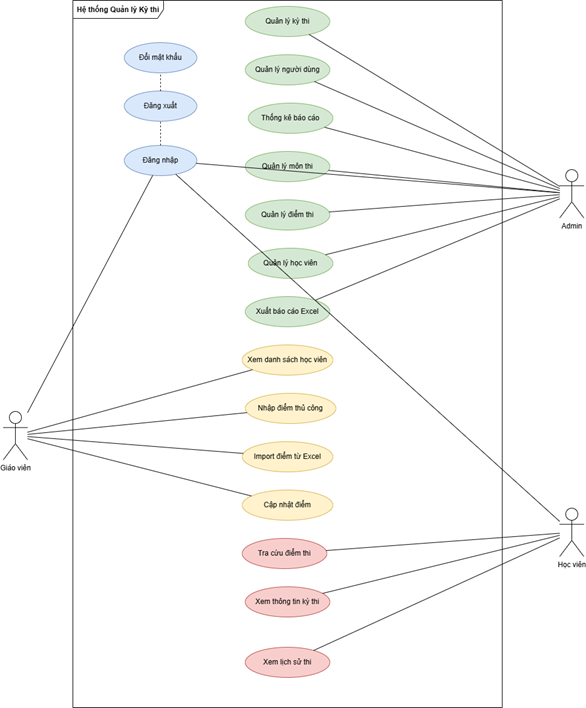 Hệ thống Quản lý Kỳ thi
Quản lý kỳ thi
Đổi mật khẩu
Quản lý người dùng
Đăng xuất
Thống kê báo cáo
Đăng nhập
Quản lý môn thi
Quản lý điểm thi
Admin
Quản lý học viên
Xuất báo cáo Excel
Xem danh sách học viên
Nhập điểm thủ công
Import điểm từ Excel
Giáo viên
Cập nhật điểm
Tra cứu điểm thi
Học viên
Xem thông tin kỳ thi
Xem lịch sử thi